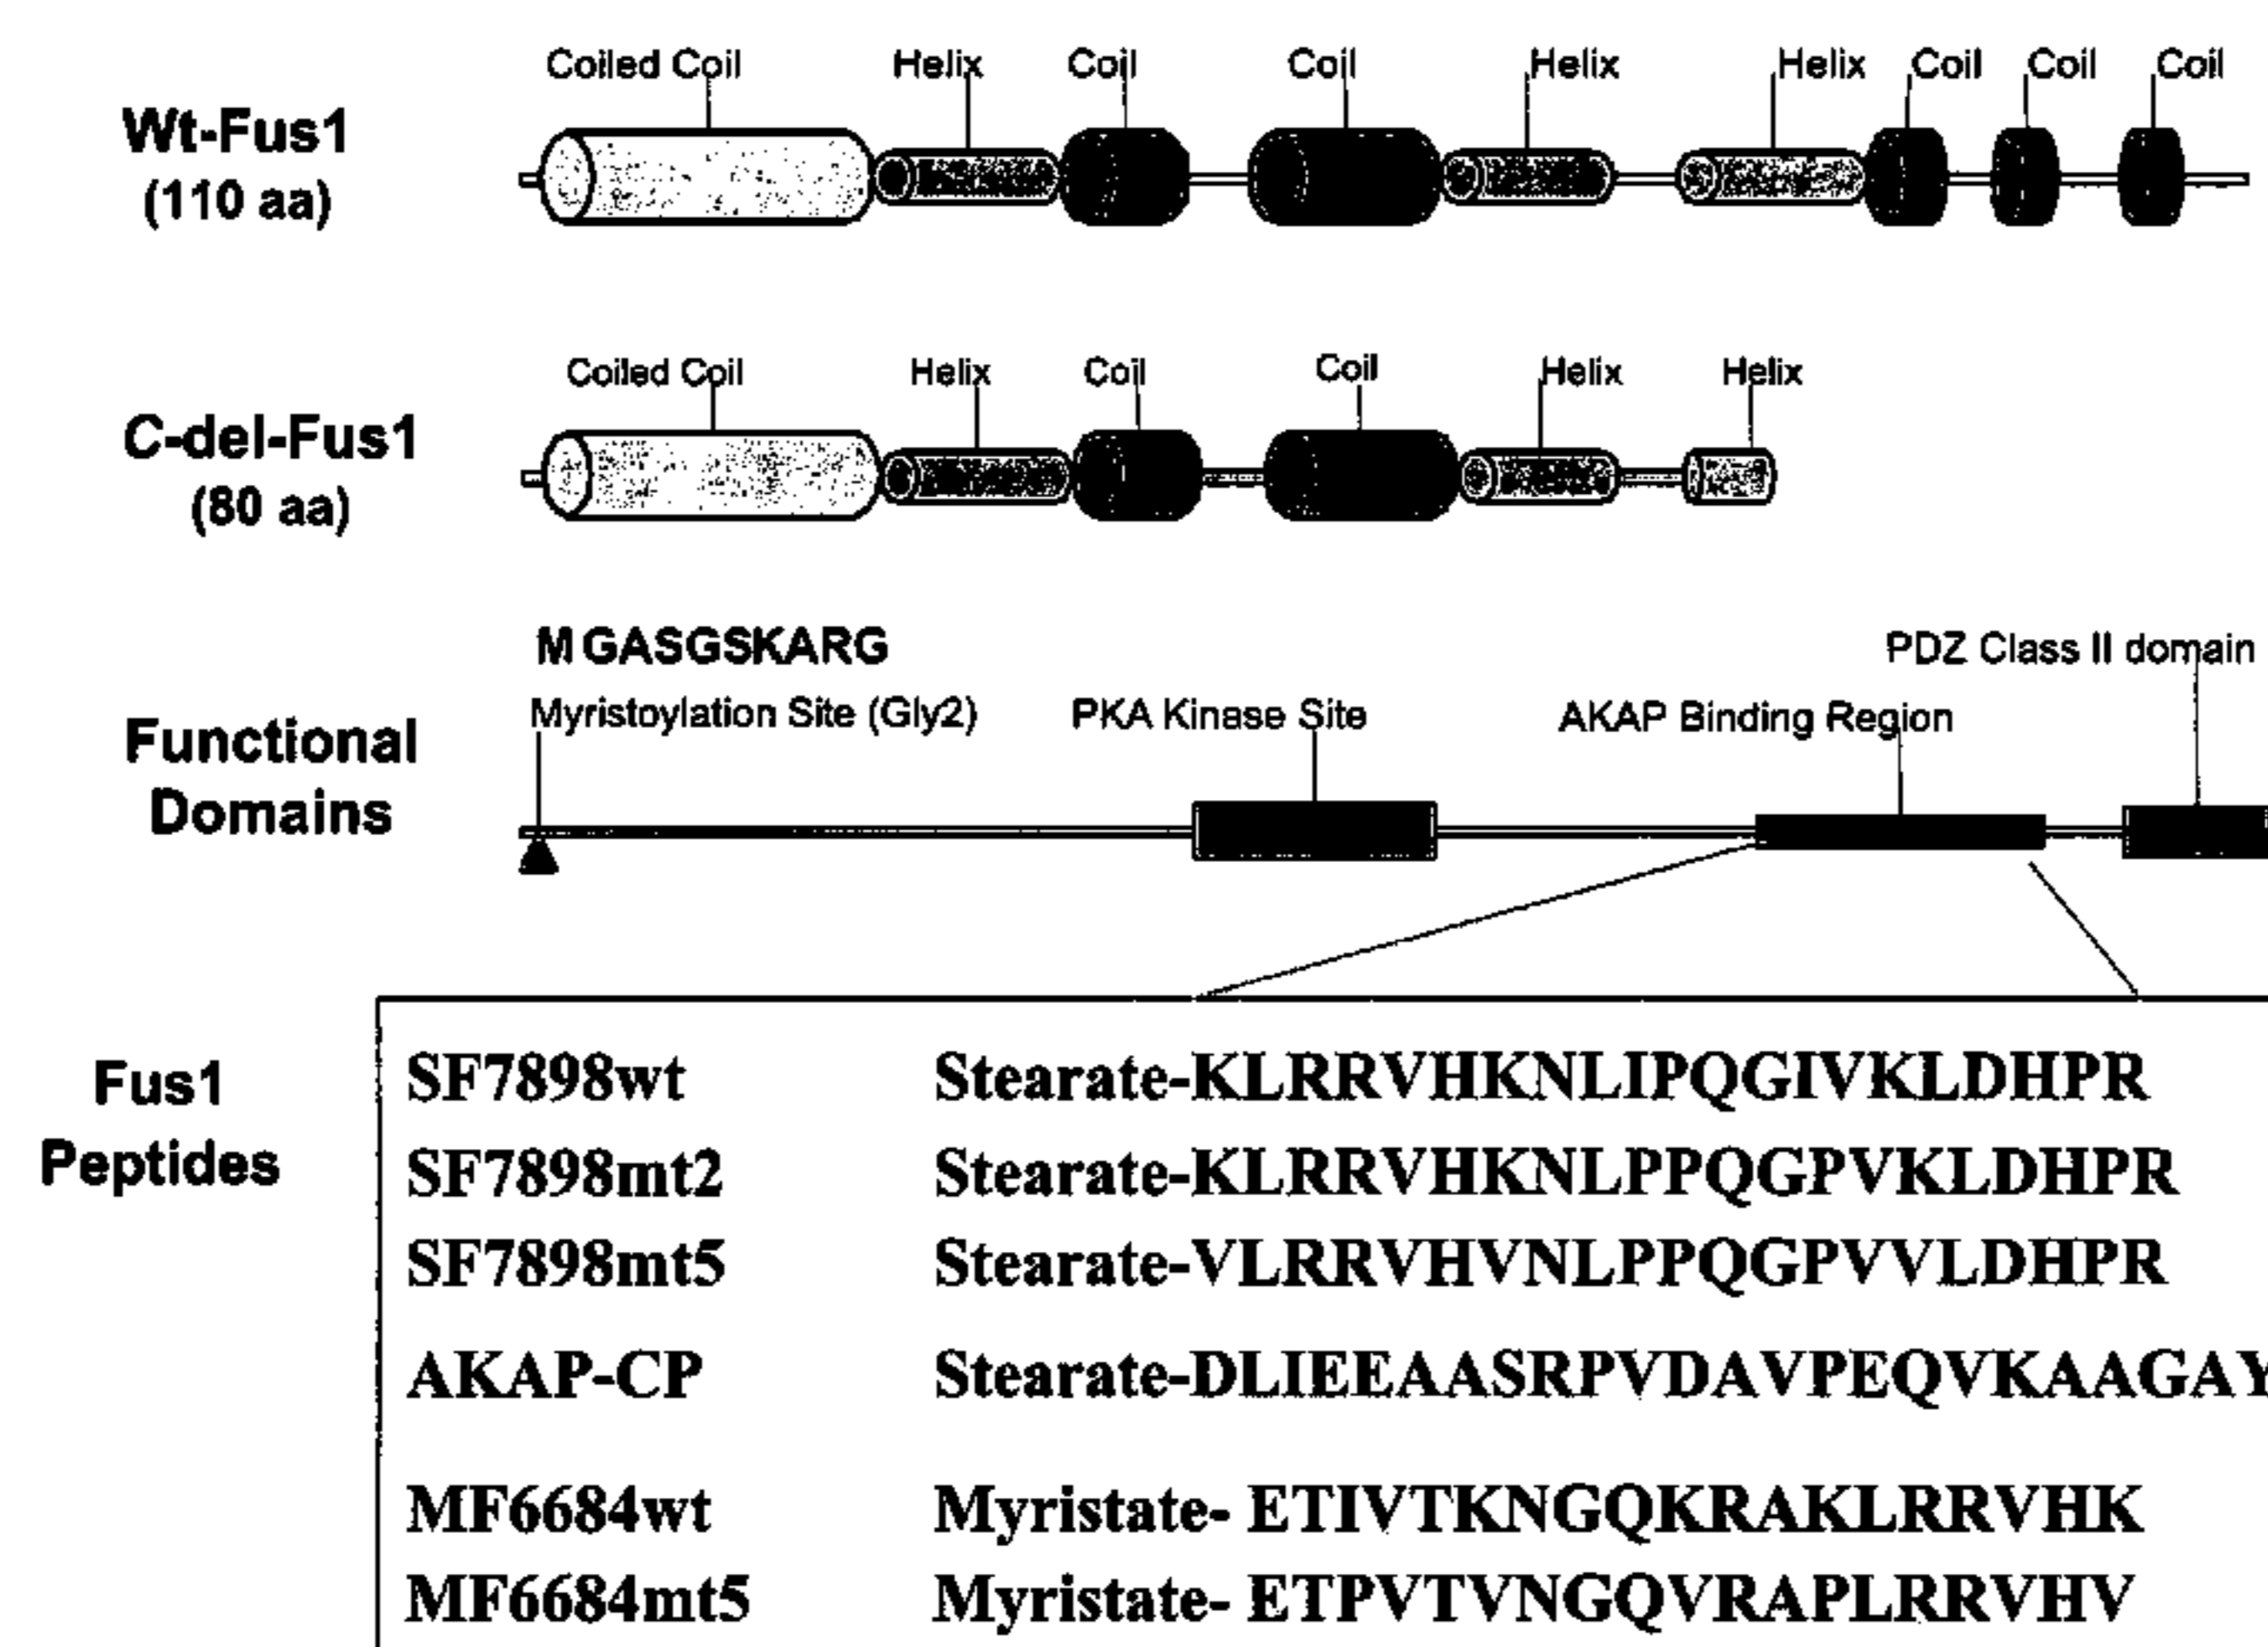 Coiled Coil Helix Coil Coil Helix Helix Coil Coil Coil
Wt-Fus1
(110 aa)
Coiled Coil Helix Coil Coil Helix Helix
C-del-Fus1
(80 aa)
MGASGSKARG
PDZ Class II domain
Myristoylation Site (Gly2) PKA Kinase Site AKAP Binding Region
Functional
Domains
Fus1
Peptides
SF7898wt Stearate-KLRRVHKNLIPQGIVKLDHPR
SF7898mt2 Stearate-KLRRVHKNLPPQGPVKLDHPR
SF7898mt5 Stearate-VLRRVHVNLPPQGPVVLDHPR
AKAP-CP Stearate-DLIEEAASRPVDAVPEQVKAAGAY
MF6684wt Myristate- ETIVTKNGQKRAKLRRVHK
MF6684mt5 Myristate- ETPVTVNGQVRAPLRRVHV